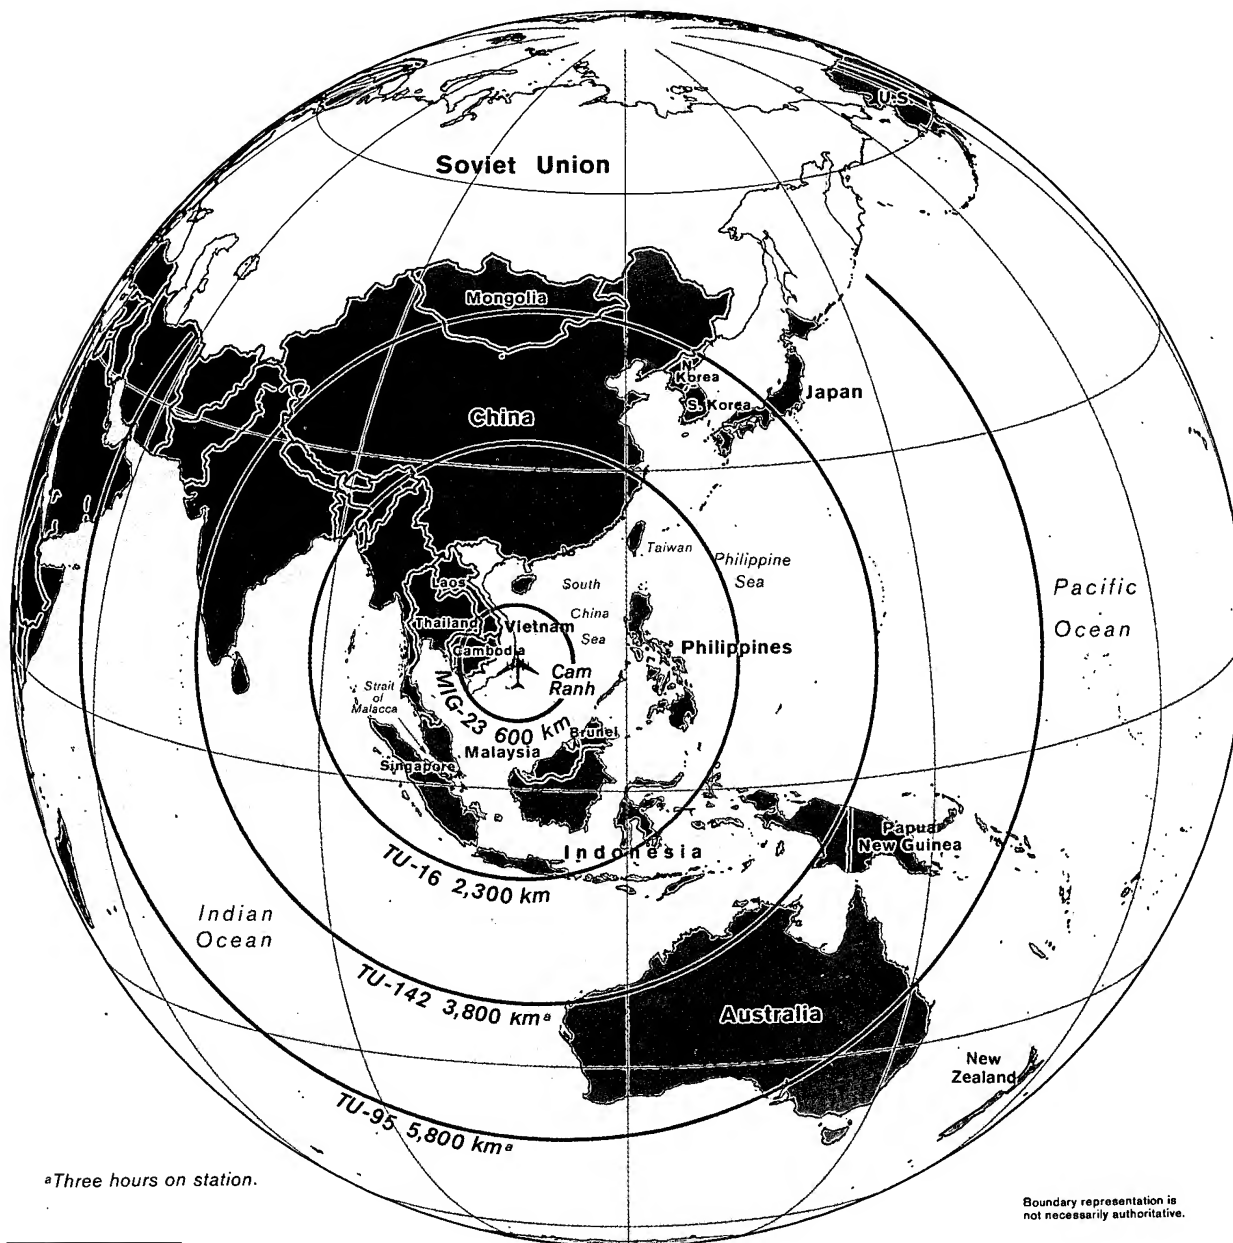 U.S.
Soviet Union
Mongolia
N
Korea
S. Korea
Japan
China
Taiwan
Philippine
Sea
Pacific
Ocean
Laos
South
China
Sea
Thailand
Vietnam
Cambodia
Philippines
Cam
Ranh
Strait
of
Malacca
MIG-23 600 km
Brunei
Malaysia
Singapore
Papua
New Guinea
Indonesia
TU-16 2,300 km
Indian
Ocean
TU-142 3,800 kmᵃ
Australia
New
Zealand
TU-95 5,800 kmᵃ
ᵃThree hours on station.
Boundary representation is
not necessarily authoritative.